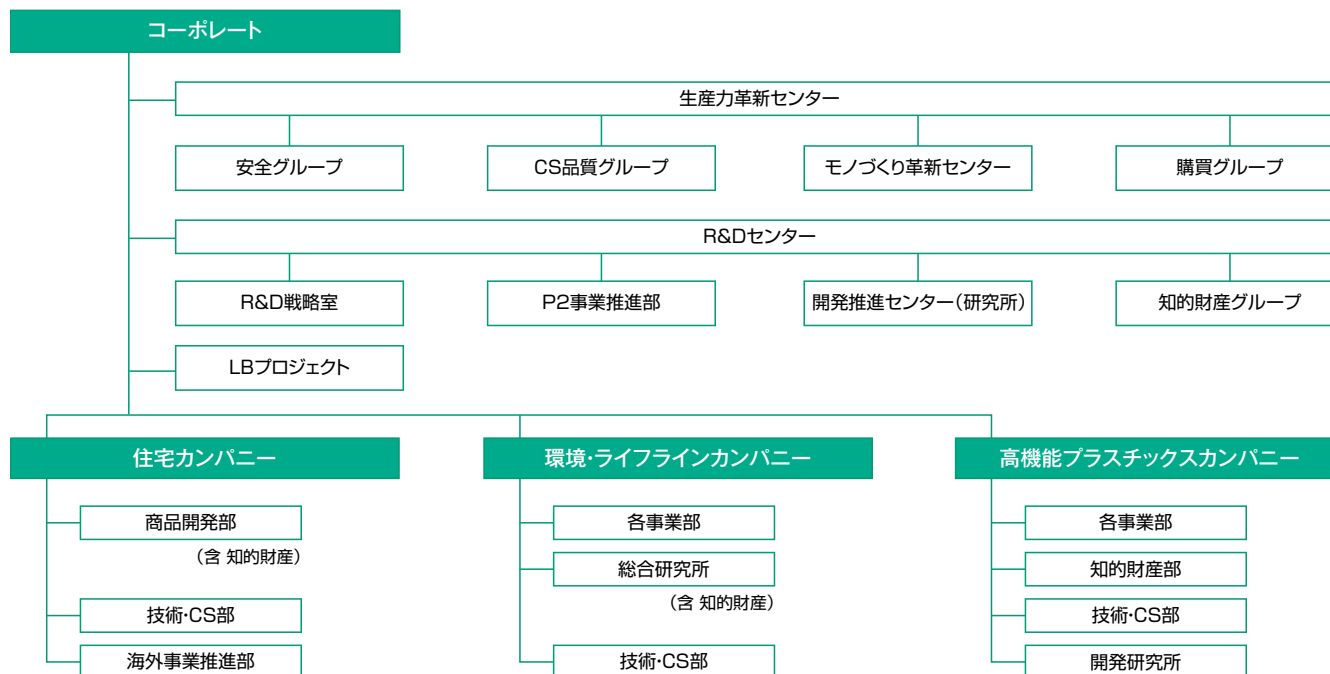 コーポレート
生産力革新センター
安全グループ
CS品質グループ
モノづくり革新センター
購買グループ
R&Dセンター
R&D戦略室
P2事業推進部
開発推進センター(研究所)
知的財産グループ
LBプロジェクト
住宅カンパニー
環境・ライフラインカンパニー
高機能プラスチックスカンパニー
商品開発部
(含 知的財産)
技術・CS部
海外事業推進部
各事業部
総合研究所
(含 知的財産)
技術・CS部
各事業部
知的財産部
技術・CS部
開発研究所